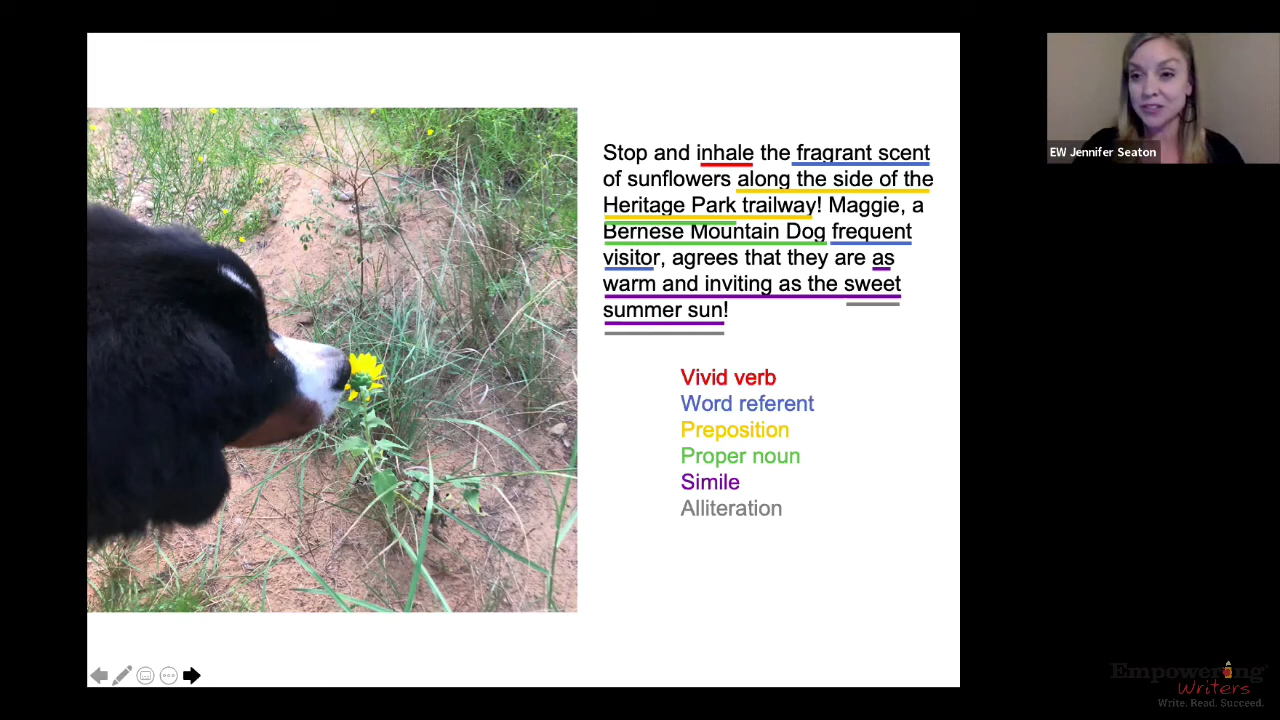 Stop and inhale the fragrant scent
of sunflowers along the side of the
Heritage Park trailway! Maggie, a
Bernese Mountain Dog frequent
visitor, agrees that they are as
warm and inviting as the sweet
summer sun!
Vivid verb
Word referent
Preposition
Proper noun
Simile
Alliteration
EW Jennifer Seaton
Empowering
Writers
Write. Read. Succeed.